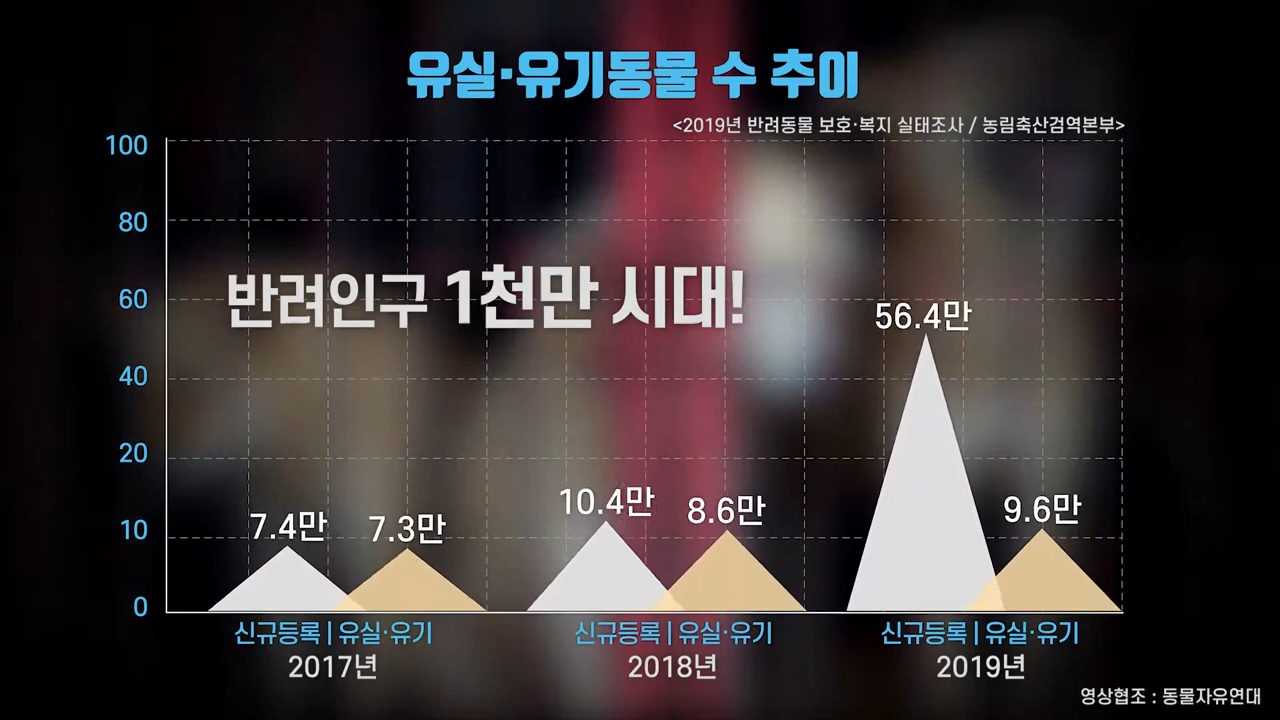 유실·유기동물 수 추이
<2019년 반려동물 보호·복지 실태조사 / 농림축산검역본부>
100
80
60
40
20
10
0
반려인구 1천만 시대!
7.4만 7.3만
10.4만 8.6만
56.4만 9.6만
신규등록 | 유실·유기
2017년
신규등록 | 유실·유기
2018년
신규등록 | 유실·유기
2019년
영상협조 : 동물자유연대